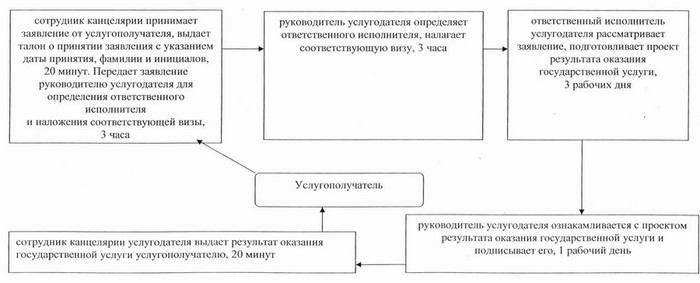 сотрудник канцелярии принимает
заявление от услугополучателя, выдает
талон о принятии заявления с указанием
даты принятия, фамилии и инициалов,
20 минут. Передает заявление
руководителю услугодателя для
определения ответственного
исполнителя
и наложения соответствующей визы,
3 часа
руководитель услугодателя определяет
ответственного исполнителя, налагает
соответствующую визу, 3 часа
ответственный исполнитель
услугодателя рассматривает
заявление, подготовливает проект
результата оказания
государственной услуги,
3 рабочих дня
Услугополучатель
руководитель услугодателя ознакамливается с проектом
результата оказания государственной услуги и
подписывает его, 1 рабочий день
сотрудник канцелярии услугодателя выдает результат оказания
государственной услуги услугополучателю, 20 минут